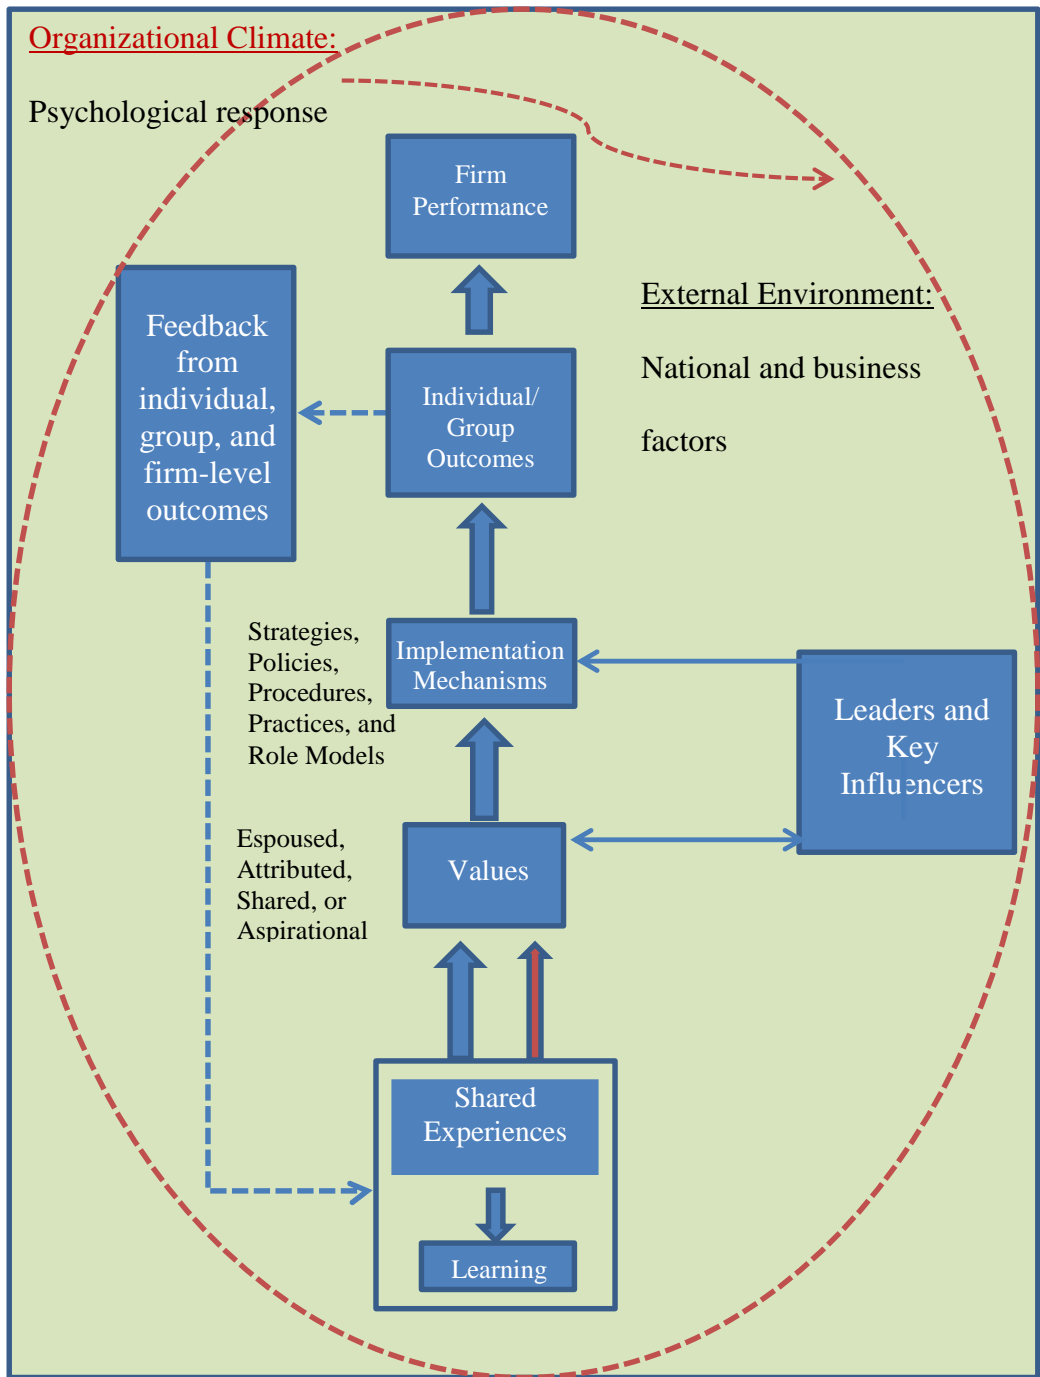 Organizational Climate:
Psychological response
Firm
Performance
External Environment:
National and business
factors
Feedback
from
individual,
group, and
firm-level
outcomes
Individual/
Group
Outcomes
Strategies,
Policies,
Procedures,
Practices, and
Role Models
Implementation
Mechanisms
Leaders and
Key
Influencers
Espoused,
Attributed,
Shared, or
Aspirational
Values
Shared
Experiences
Learning